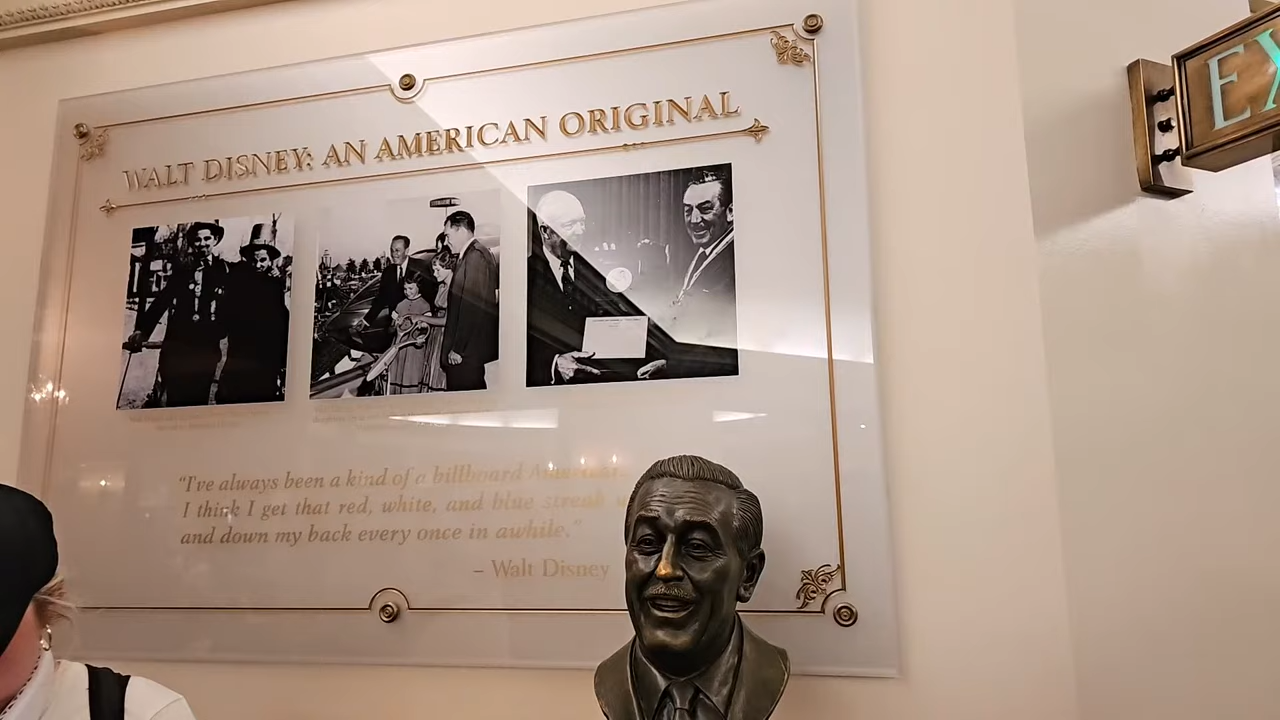 WALT DISNEY: AN AMERICAN ORIGINAL
"I've always been a kind of a billboard American.
I think I get that red, white, and blue streak
and down my back every once in awhile."
– Walt Disney
EX